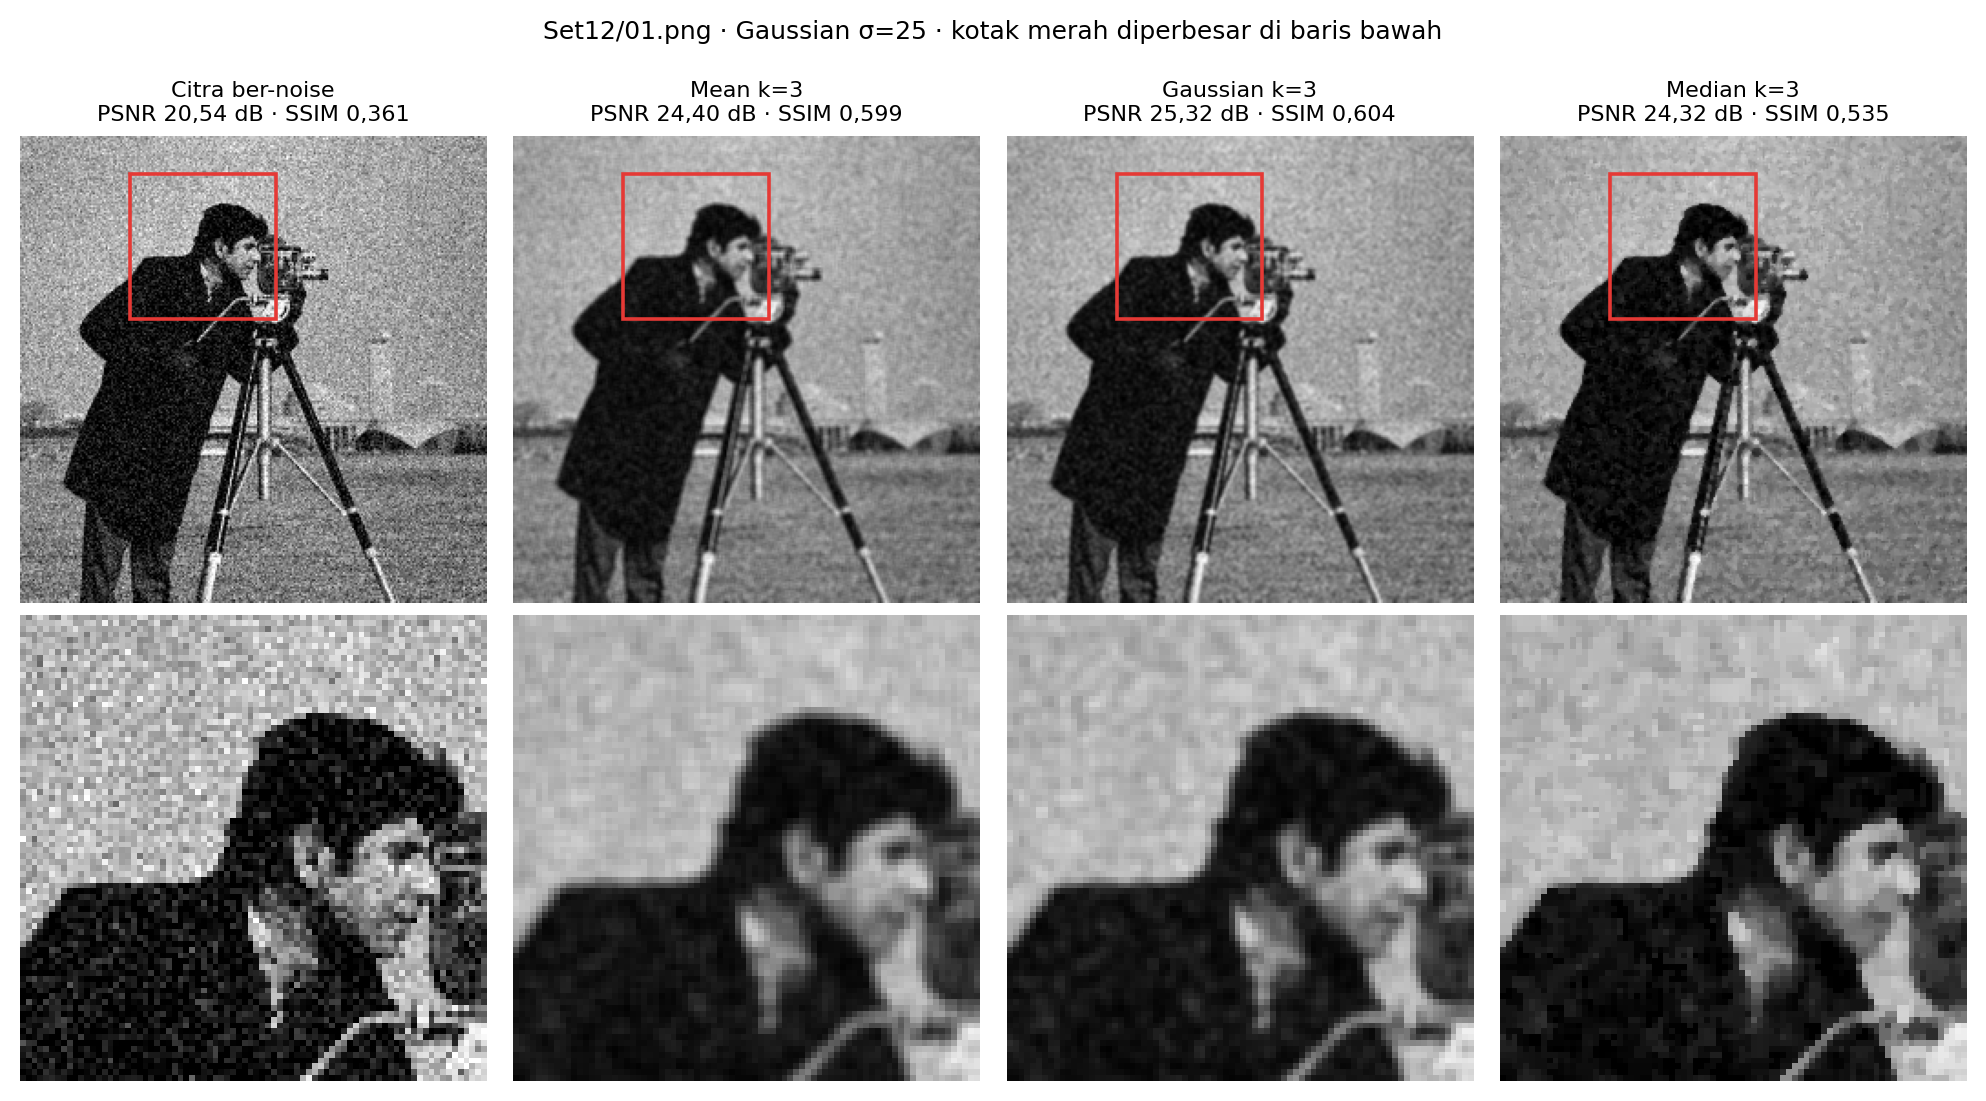 Set12/01.png · Gaussian σ=25 · kotak merah diperbesar di baris bawah
Citra ber-noise
PSNR 20,54 dB · SSIM 0,361
Mean k=3
PSNR 24,40 dB · SSIM 0,599
Gaussian k=3
PSNR 25,32 dB · SSIM 0,604
Median k=3
PSNR 24,32 dB · SSIM 0,535